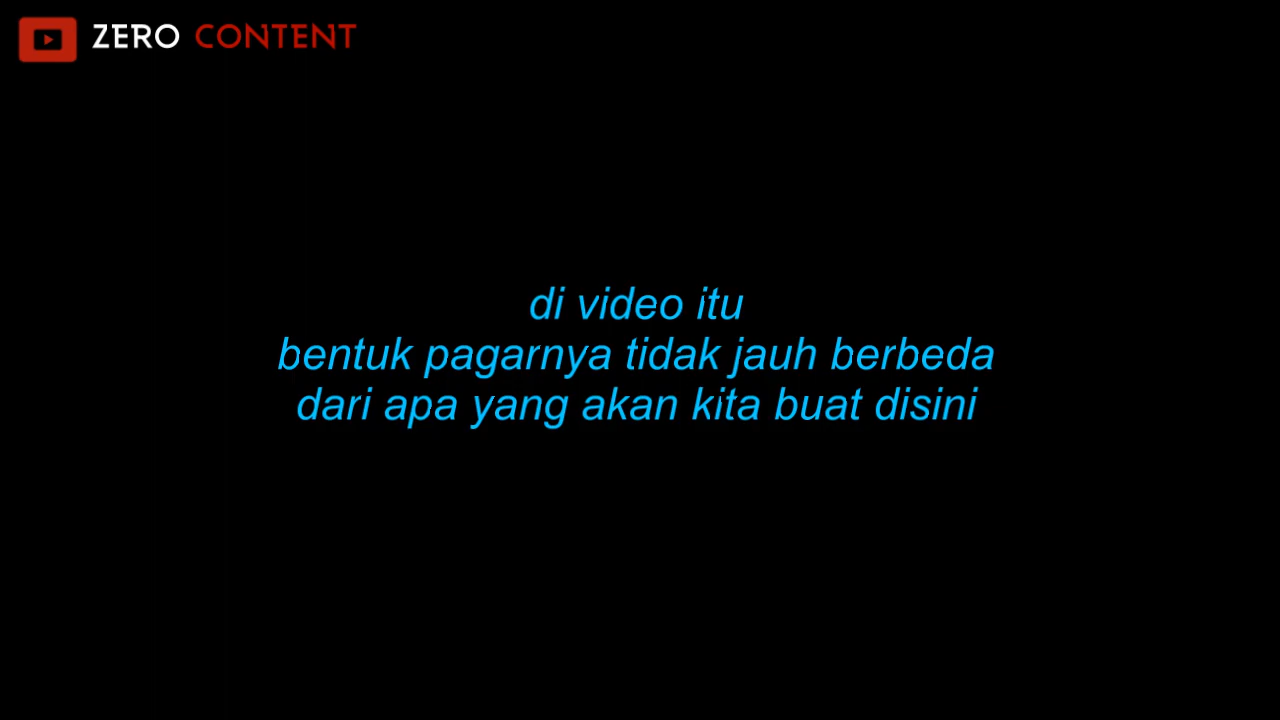 ZERO CONTENT
di video itu
bentuk pagarnya tidak jauh berbeda
dari apa yang akan kita buat disini